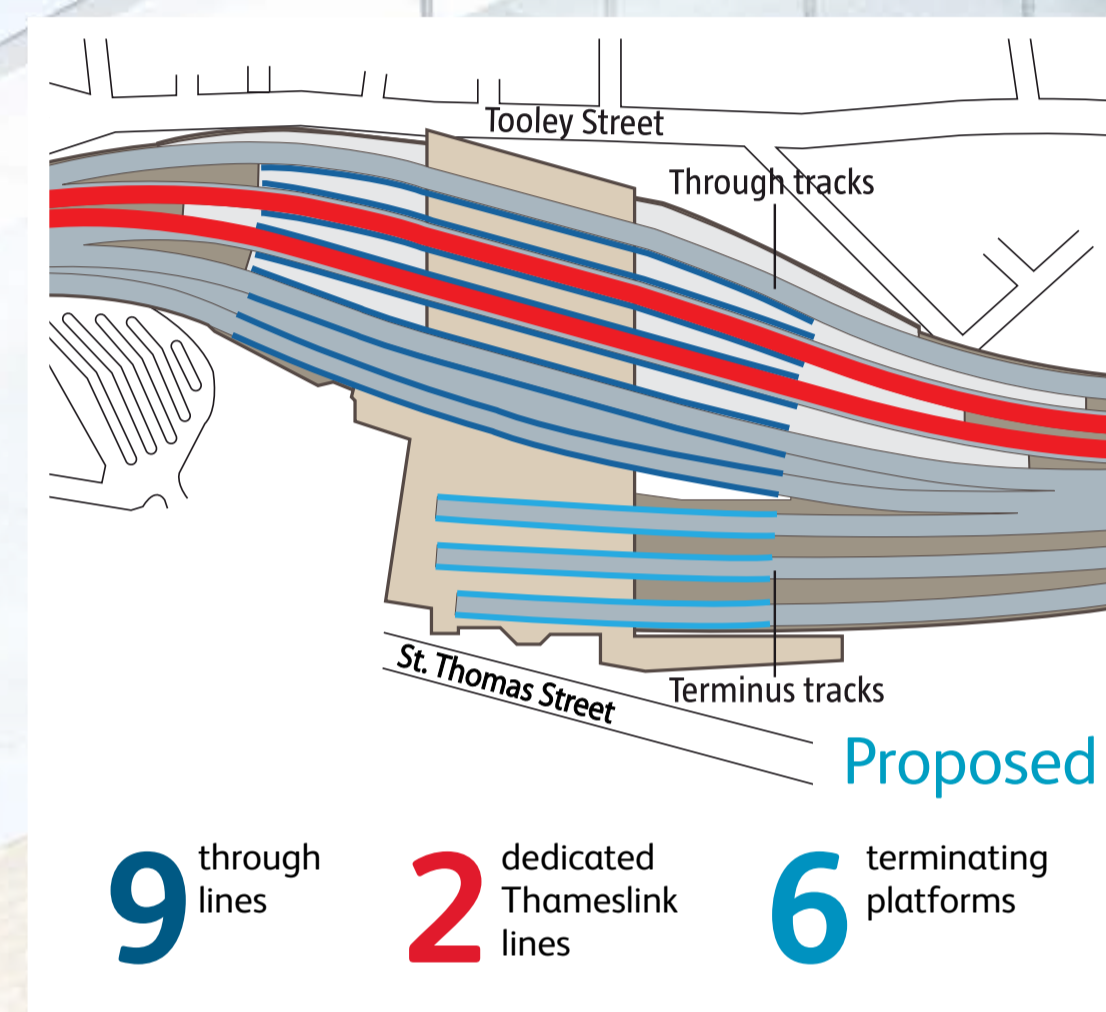 Tooley Street
Through tracks
St. Thomas Street
Terminus tracks
Proposed
9 through
lines
2 dedicated
Thameslink
lines
6 terminating
platforms